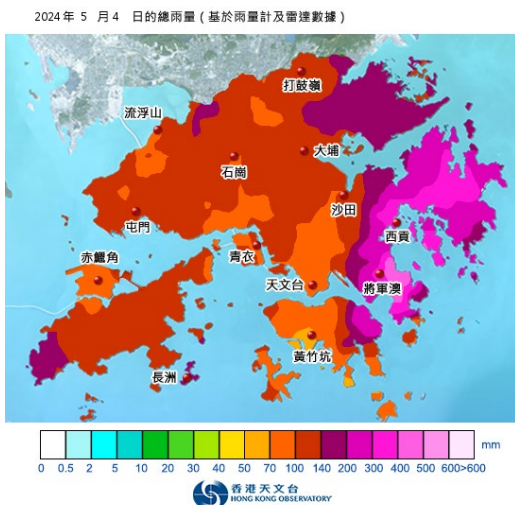 2024年 5 月4 日的總雨量 ( 基於雨量計及雷達數據 )
打鼓嶺
流浮山
大埔
石崗
沙田
屯門
西貢
赤鱲角
青衣
天文台
將軍澳
黃竹坑
長洲
mm
0 0.5 2 5 10 20 30 40 50 70 100 140 200 300 400 500 600>600
香港天文台
HONG KONG OBSERVATORY